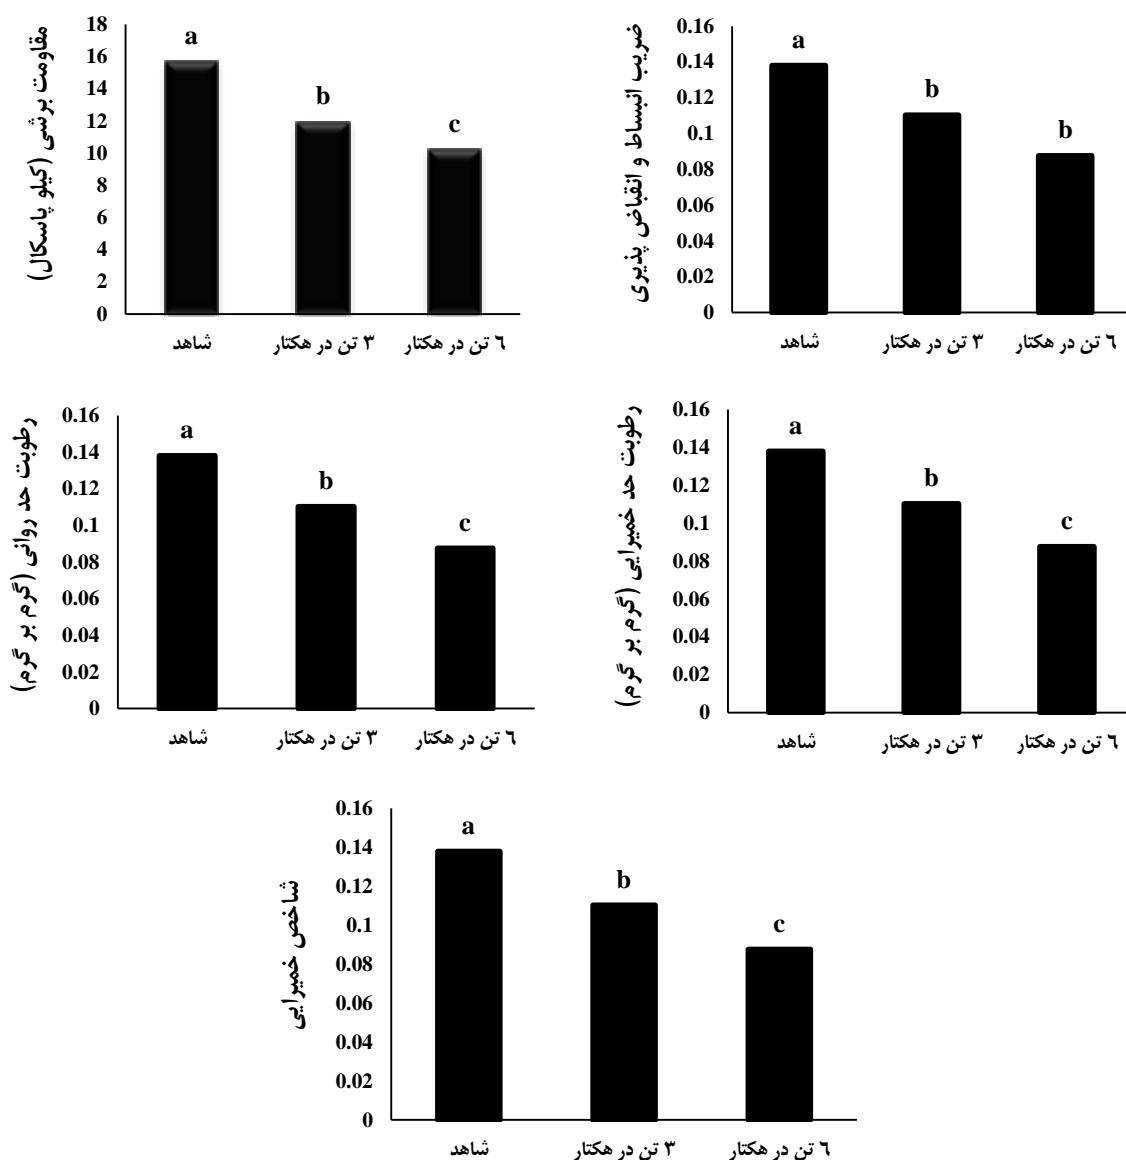 مقاومت برشی (کیلو پاسکال)
18
16
14
12
10
8
6
4
2
0
a
b
c
شاهد
۳ تن در هکتار
٦ تن در هکتار
ضریب انبساط و انقباض پذیری
0.16
0.14
0.12
0.1
0.08
0.06
0.04
0.02
0
a
b
b
شاهد
۳ تن در هکتار
٦ تن در هکتار
رطوبت حد روانی (گرم بر گرم)
0.16
0.14
0.12
0.1
0.08
0.06
0.04
0.02
0
a
b
c
شاهد
۳ تن در هکتار
٦ تن در هکتار
رطوبت حد خمیرایی (گرم بر گرم)
0.16
0.14
0.12
0.1
0.08
0.06
0.04
0.02
0
a
b
c
شاهد
۳ تن در هکتار
٦ تن در هکتار
شاخص خمیرایی
0.16
0.14
0.12
0.1
0.08
0.06
0.04
0.02
0
a
b
c
شاهد
۳ تن در هکتار
٦ تن در هکتار